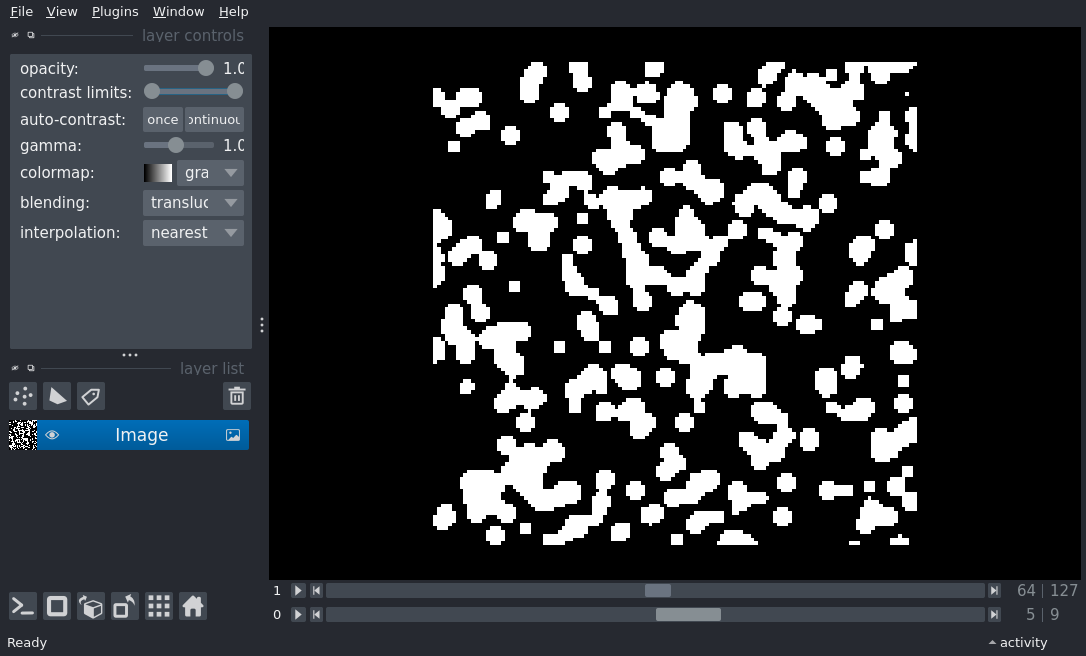 File View Plugins Window Help
layer controls
opacity: 1.0
contrast limits:
auto-contrast: once ontinuou
gamma: 1.0
colormap: gra
blending: transluc
interpolation: nearest
layer list
Image
1 64 | 127
0 5 | 9
Ready activity